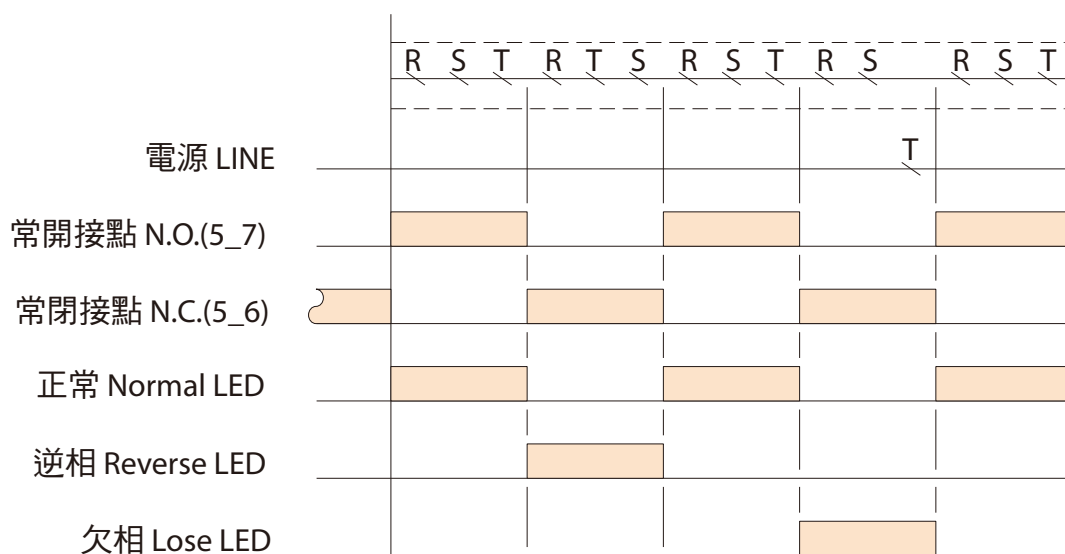 R S T R T S R S T R S R S T
T
電源 LINE
常開接點 N.O.(5_7)
常閉接點 N.C.(5_6)
正常 Normal LED
逆相 Reverse LED
欠相 Lose LED